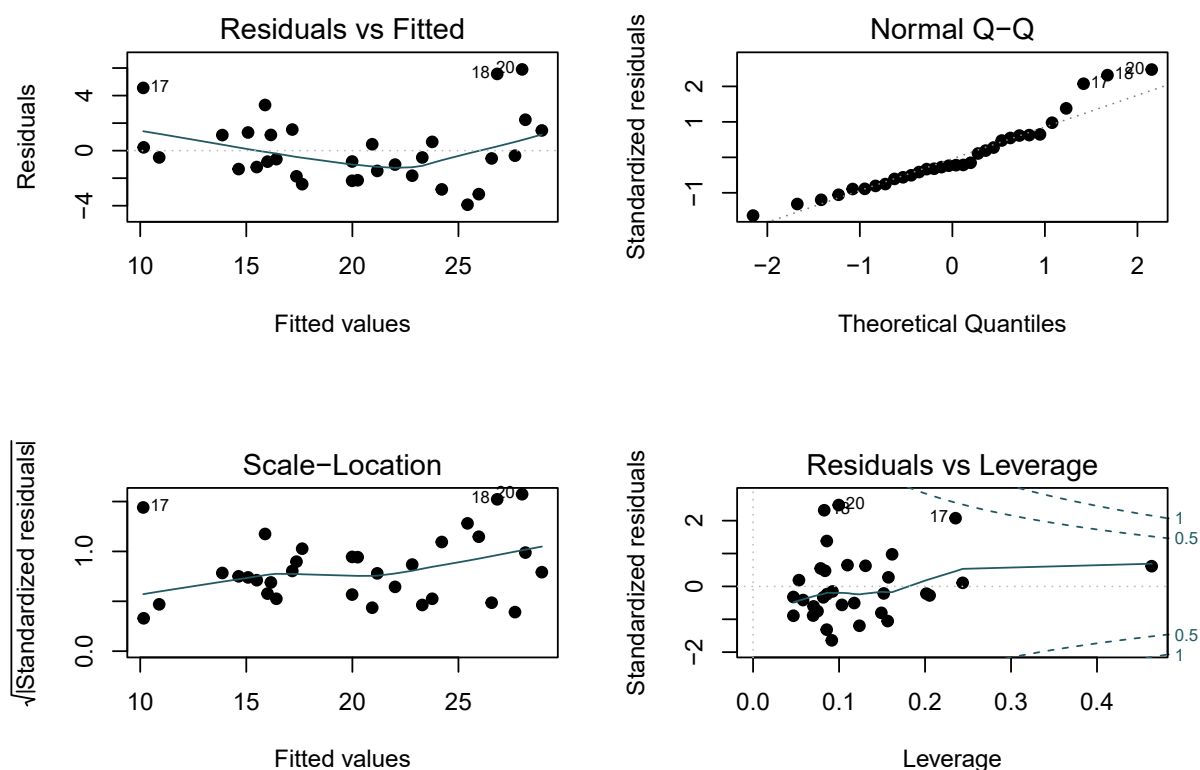 Residuals vs Fitted
Residuals
4
0
−4
17
18
20
10 15 20 25
Fitted values
Normal Q−Q
Standardized residuals
2
1
−1
17
18
20
−2 −1 0 1 2
Theoretical Quantiles
Scale−Location
√|Standardized residuals|
1.0
0.0
17
18
20
10 15 20 25
Fitted values
Residuals vs Leverage
Standardized residuals
2
0
−2
20
18
17
1
0.5
0.5
1
0.0 0.1 0.2 0.3 0.4
Leverage